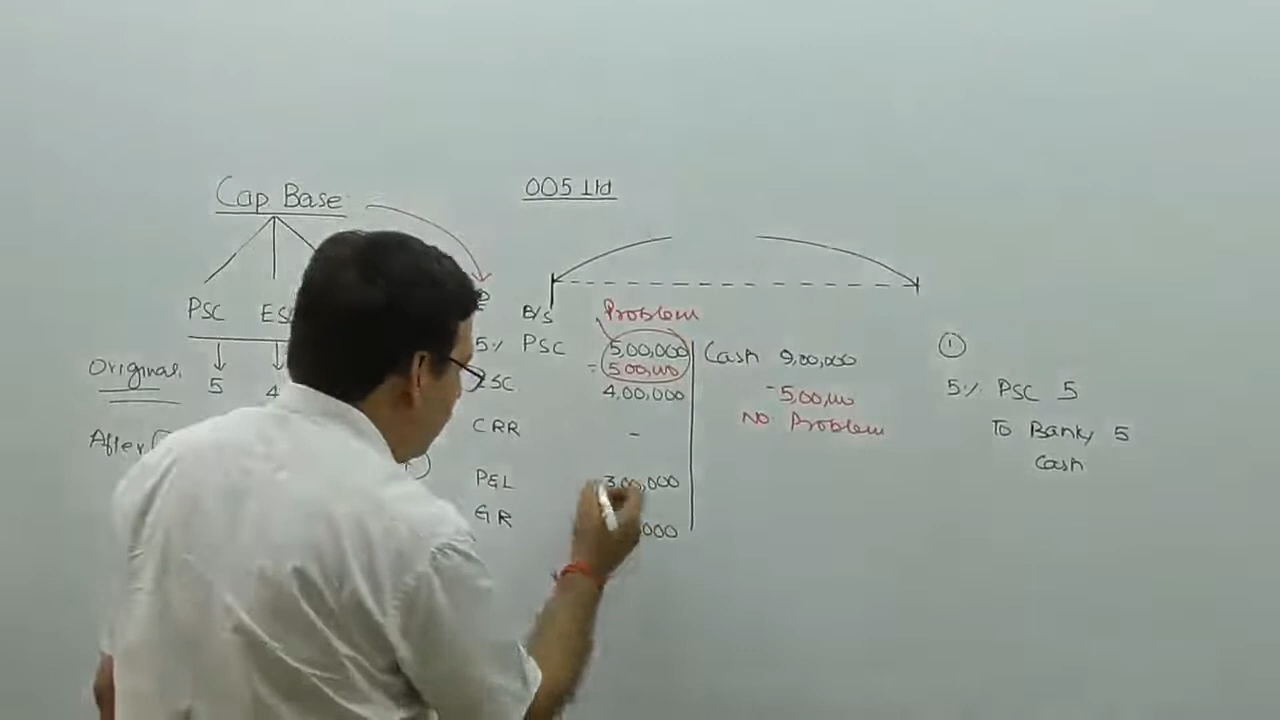 Cap Base
PSC
Original
5 4
After
005 Ltd
B/S Problem
5% PSC 5,00,000
- 5,00,000
ESC 4,00,000
CRR -
P&L 3,00,000
GR 000
Cash 9,00,000
- 5,00,000
No Problem
①
5% PSC 5
To Bank 5
Cash